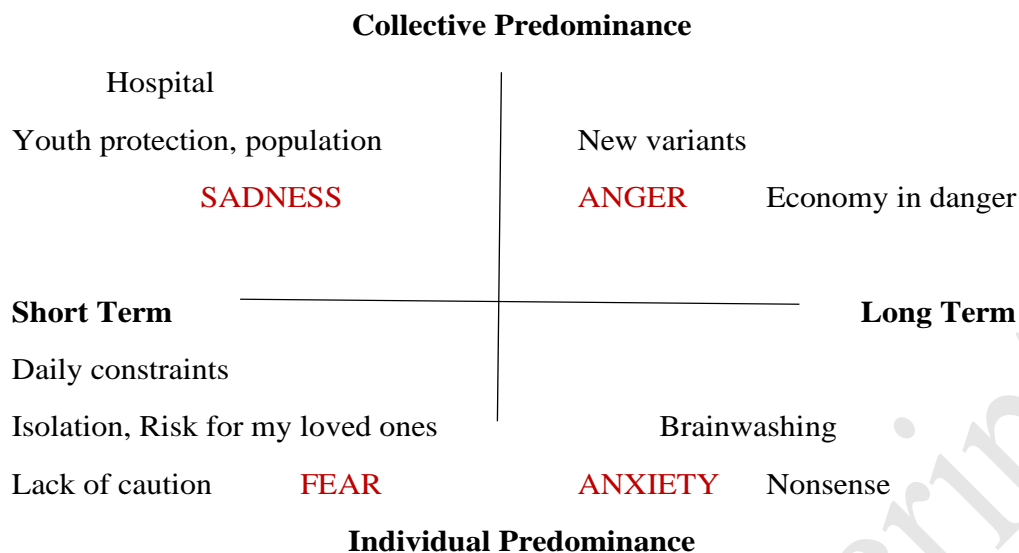 Collective Predominance
Hospital
Youth protection, population New variants
SADNESS ANGER Economy in danger
Short Term Long Term
Daily constraints
Isolation, Risk for my loved ones Brainwashing
Lack of caution FEAR ANXIETY Nonsense
Individual Predominance